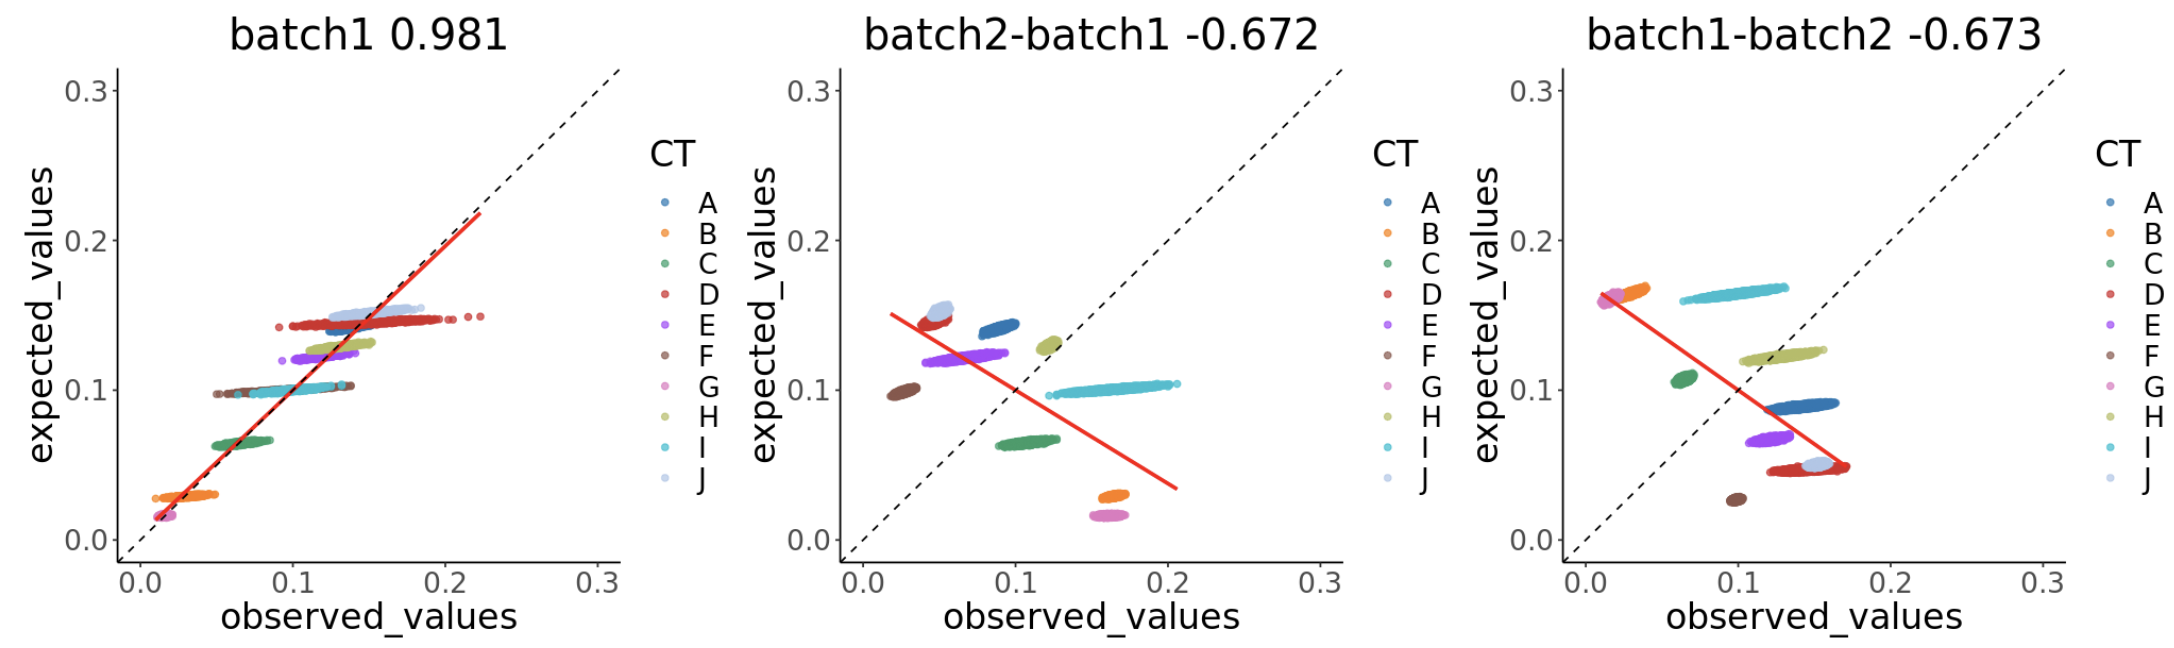 batch1 0.981
expected_values
0.3
0.2
0.1
0.0
0.0 0.1 0.2 0.3
observed_values
CT
A
B
C
D
E
F
G
H
I
J
batch2-batch1 -0.672
expected_values
0.3
0.2
0.1
0.0
0.0 0.1 0.2 0.3
observed_values
CT
A
B
C
D
E
F
G
H
I
J
batch1-batch2 -0.673
expected_values
0.3
0.2
0.1
0.0
0.0 0.1 0.2 0.3
observed_values
CT
A
B
C
D
E
F
G
H
I
J